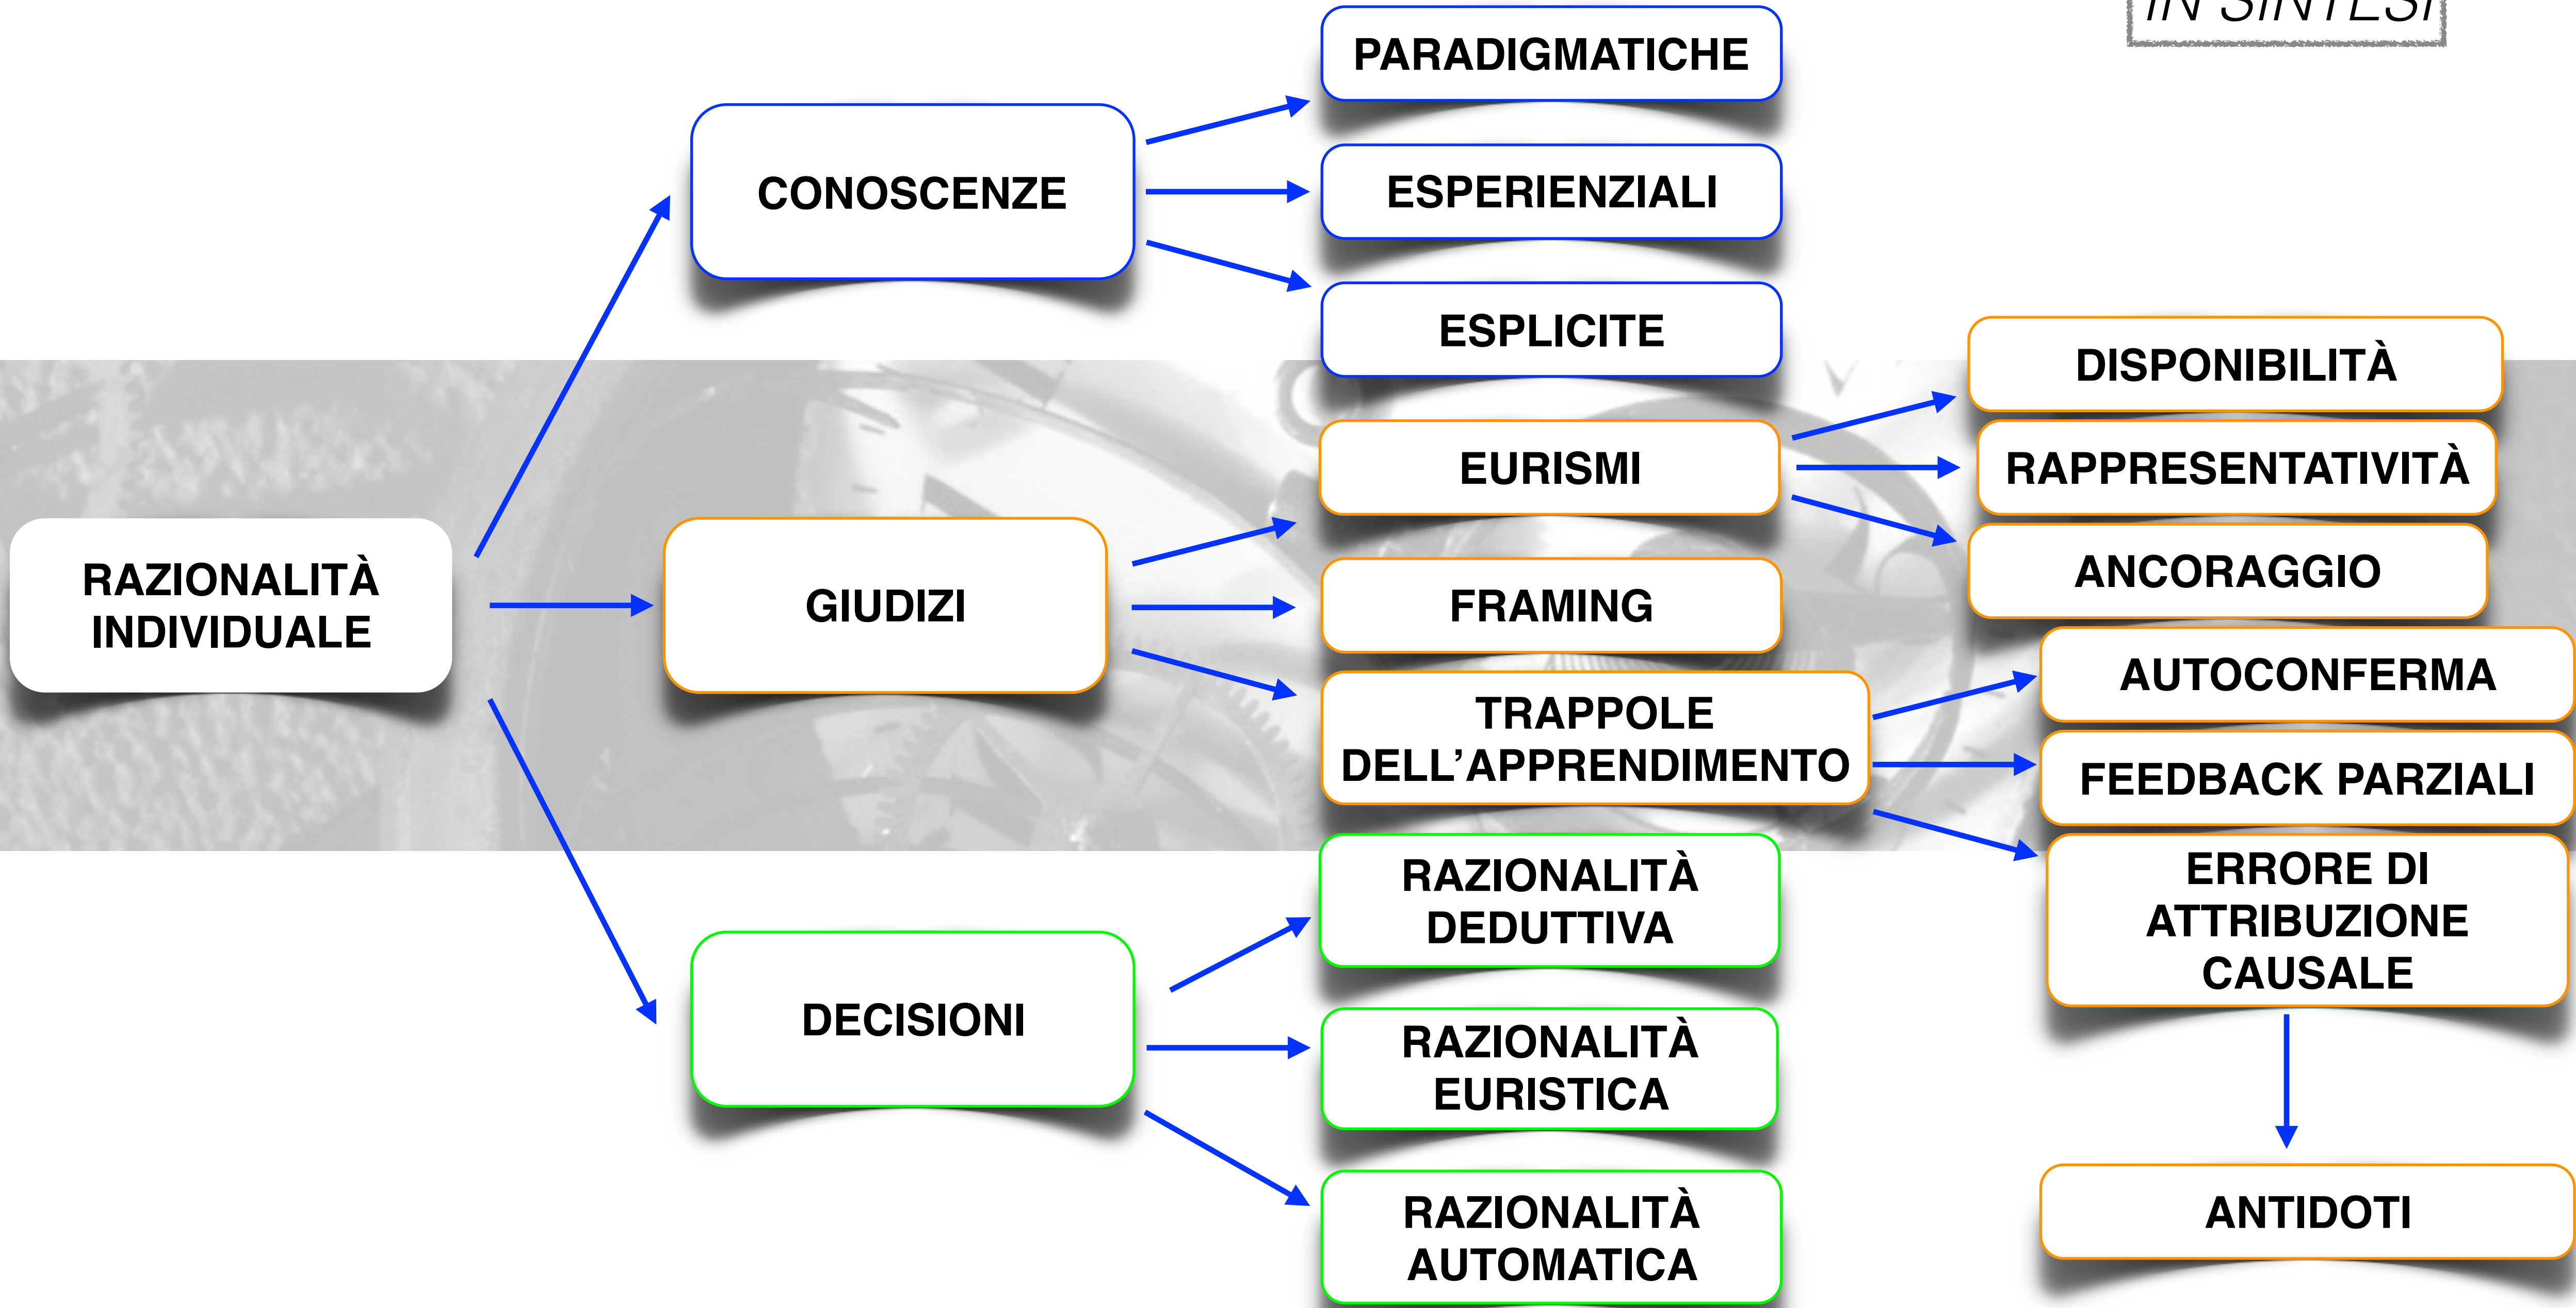 IN SINTESI
PARADIGMATICHE
CONOSCENZE
ESPERIENZIALI
ESPLICITE
DISPONIBILITÀ
EURISMI
RAPPRESENTATIVITÀ
RAZIONALITÀ
INDIVIDUALE
GIUDIZI
FRAMING
ANCORAGGIO
TRAPPOLE
DELL’APPRENDIMENTO
AUTOCONFERMA
FEEDBACK PARZIALI
ERRORE DI
ATTRIBUZIONE
CAUSALE
DECISIONI
RAZIONALITÀ
DEDUTTIVA
RAZIONALITÀ
EURISTICA
RAZIONALITÀ
AUTOMATICA
ANTIDOTI